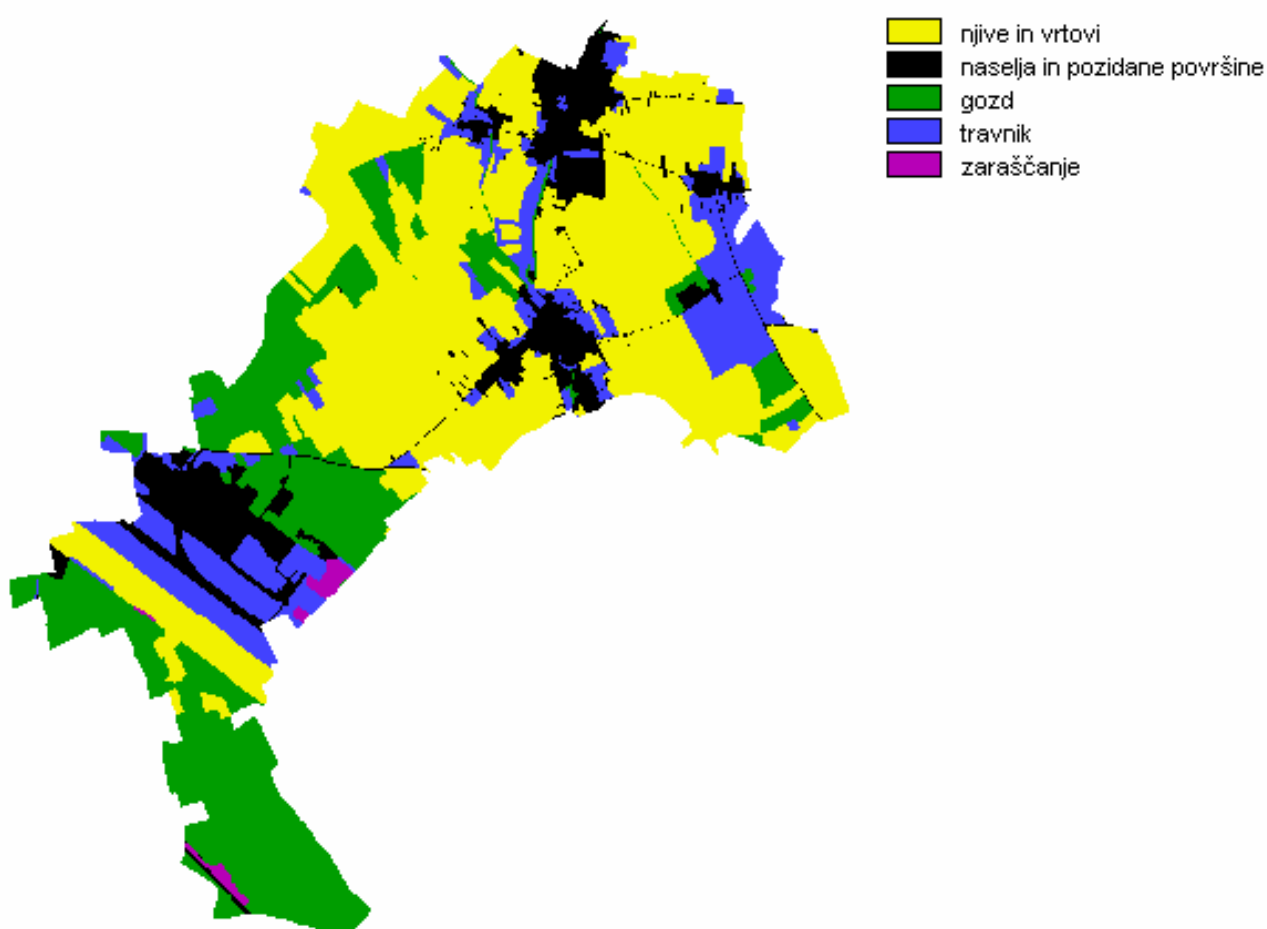 njive in vrtovi
naselja in pozidane površine
gozd
travnik
zaraščanje